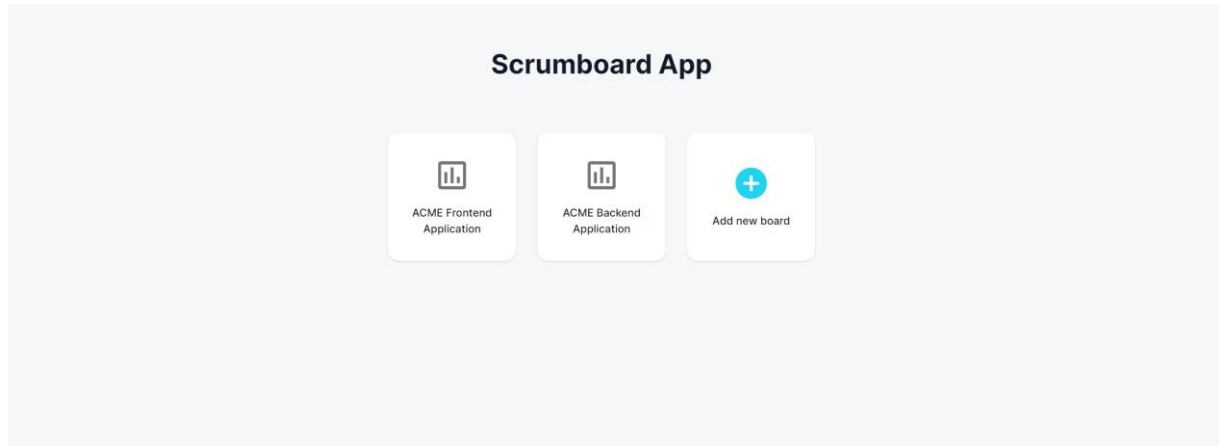 Scrumboard App
ACME Frontend
Application
ACME Backend
Application
Add new board